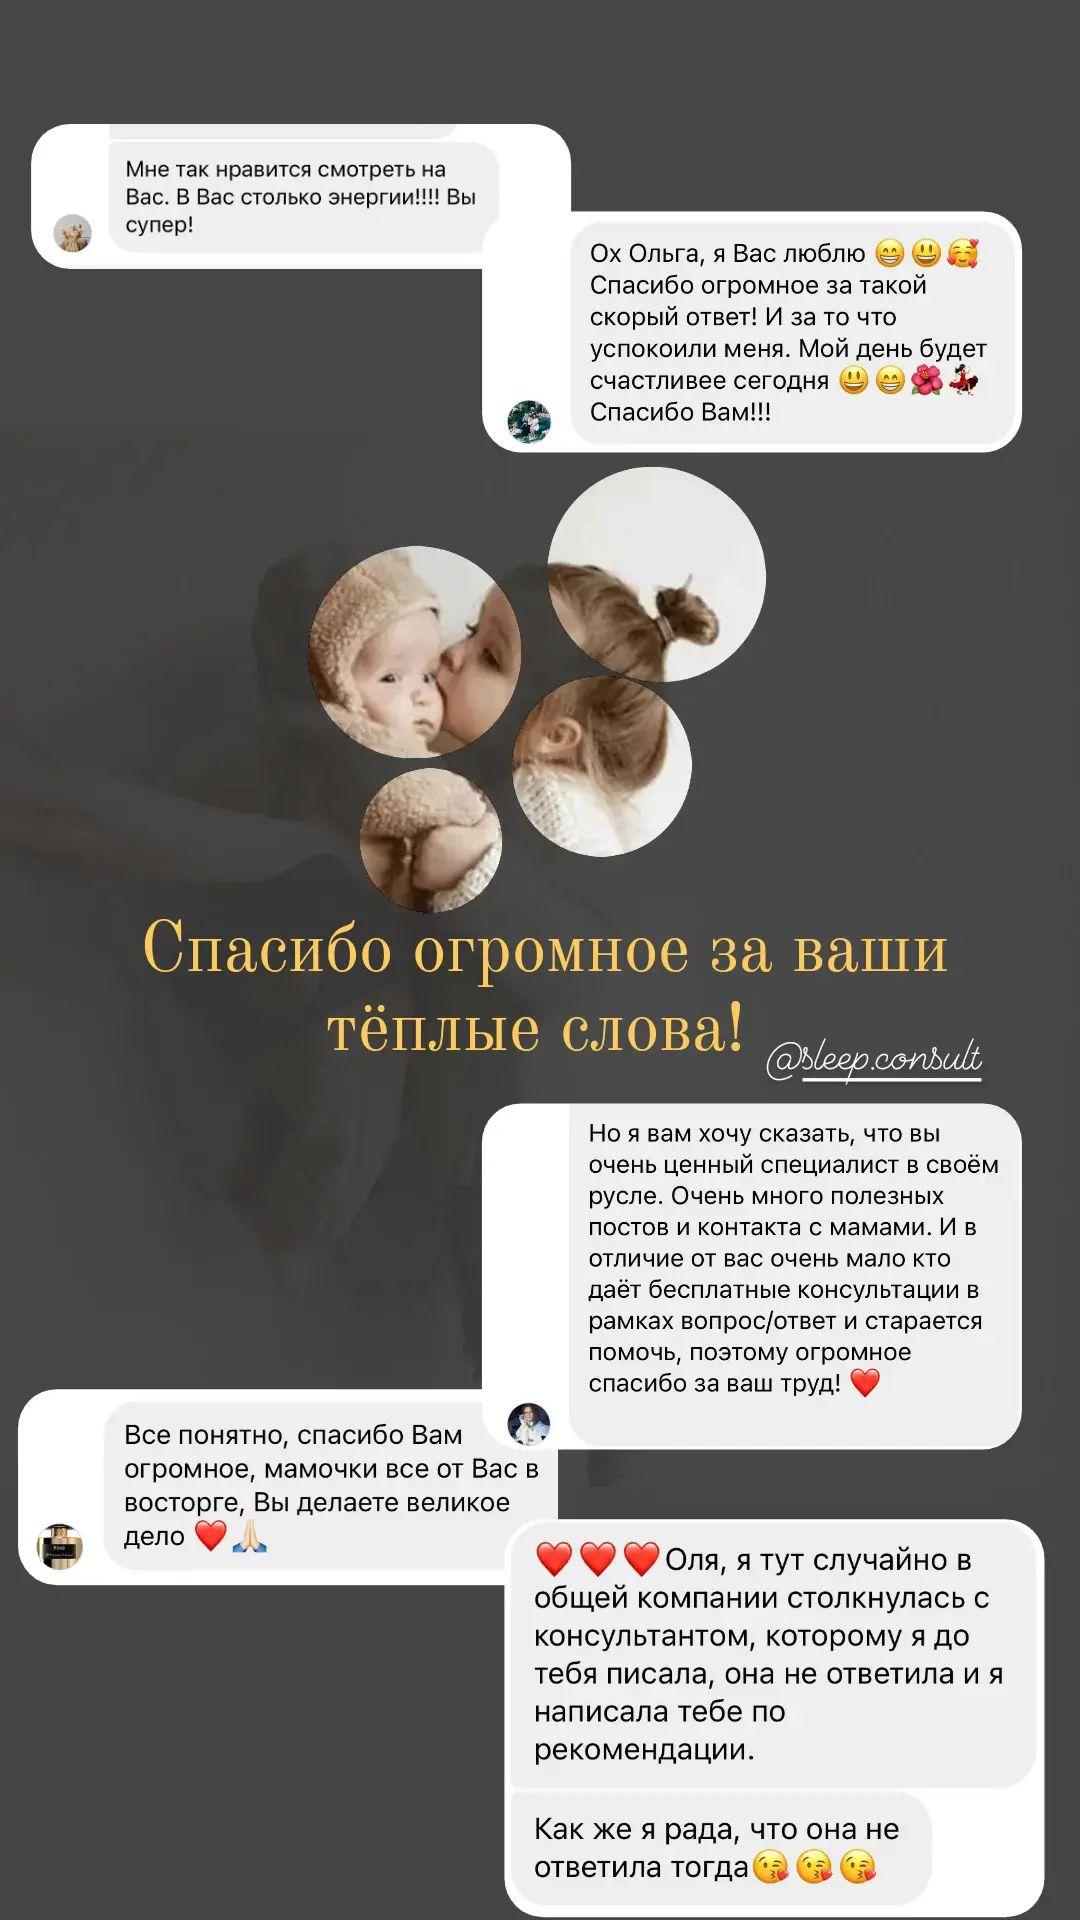 Мне так нравится смотреть на
Вас. В Вас столько энергии!!!! Вы
супер!
Ох Ольга, я Вас люблю 😁😃🥰
Спасибо огромное за такой
скорый ответ! И за то что
успокоили меня. Мой день будет
счастливее сегодня 😃😁🌺💃
Спасибо Вам!!!
Спасибо огромное за ваши
тёплые слова!
@sleep.consult
Но я вам хочу сказать, что вы
очень ценный специалист в своём
русле. Очень много полезных
постов и контакта с мамами. И в
отличие от вас очень мало кто
даёт бесплатные консультации в
рамках вопрос/ответ и старается
помочь, поэтому огромное
спасибо за ваш труд! ❤️
Все понятно, спасибо Вам
огромное, мамочки все от Вас в
восторге, Вы делаете великое
дело ❤️🙏🏻
❤️❤️❤️Оля, я тут случайно в
общей компании столкнулась с
консультантом, которому я до
тебя писала, она не ответила и я
написала тебе по
рекомендации.
Как же я рада, что она не
ответила тогда😘😘😘